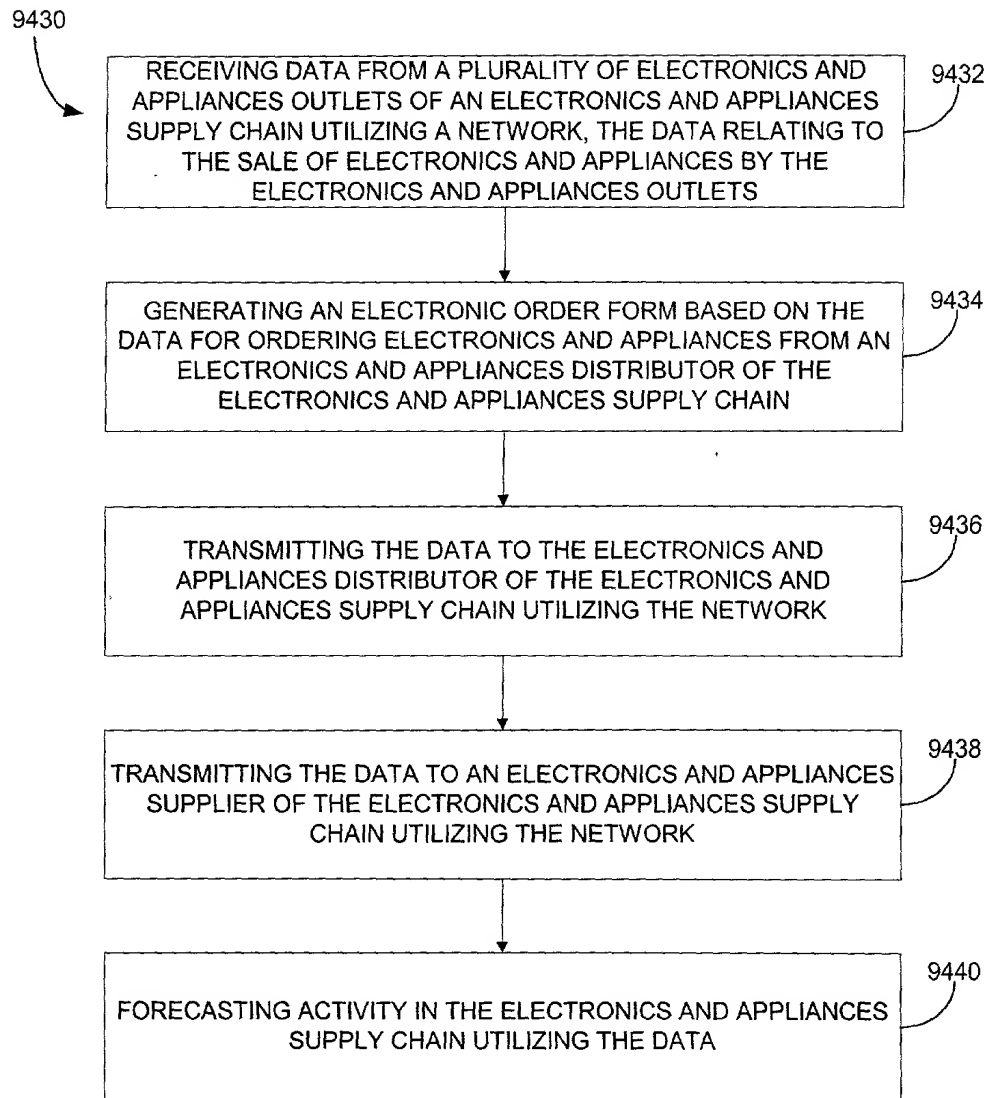 9430
RECEIVING DATA FROM A PLURALITY OF ELECTRONICS AND
APPLIANCES OUTLETS OF AN ELECTRONICS AND APPLIANCES
SUPPLY CHAIN UTILIZING A NETWORK, THE DATA RELATING TO
THE SALE OF ELECTRONICS AND APPLIANCES BY THE
ELECTRONICS AND APPLIANCES OUTLETS
9432
GENERATING AN ELECTRONIC ORDER FORM BASED ON THE
DATA FOR ORDERING ELECTRONICS AND APPLIANCES FROM AN
ELECTRONICS AND APPLIANCES DISTRIBUTOR OF THE
ELECTRONICS AND APPLIANCES SUPPLY CHAIN
9434
TRANSMITTING THE DATA TO THE ELECTRONICS AND
APPLIANCES DISTRIBUTOR OF THE ELECTRONICS AND
APPLIANCES SUPPLY CHAIN UTILIZING THE NETWORK
9436
TRANSMITTING THE DATA TO AN ELECTRONICS AND APPLIANCES
SUPPLIER OF THE ELECTRONICS AND APPLIANCES SUPPLY
CHAIN UTILIZING THE NETWORK
9438
FORECASTING ACTIVITY IN THE ELECTRONICS AND APPLIANCES
SUPPLY CHAIN UTILIZING THE DATA
9440